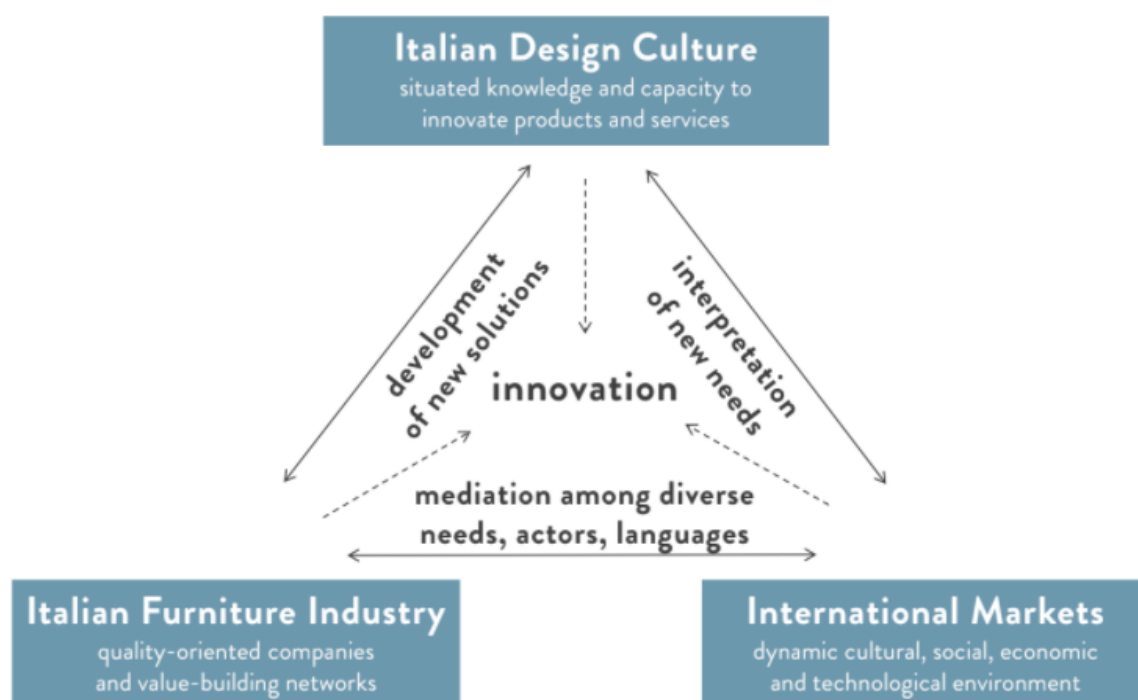 Italian Design Culture
situated knowledge and capacity to
innovate products and services
development
of new solutions
interpretation
of new needs
innovation
mediation among diverse
needs, actors, languages
Italian Furniture Industry
quality-oriented companies
and value-building networks
International Markets
dynamic cultural, social, economic
and technological environment